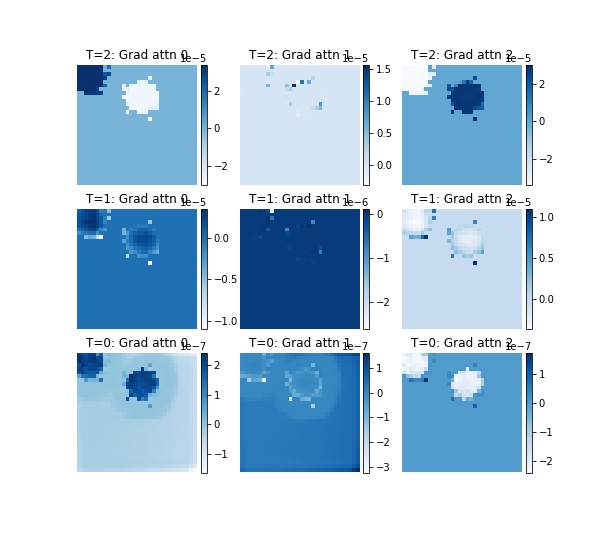 T=2: Grad attn 0
1e−5
2
0
−2
T=2: Grad attn 1
1e−5
1.5
1.0
0.5
0.0
T=2: Grad attn 2
1e−5
2
0
−2
T=1: Grad attn 0
1e−5
0.0
−0.5
−1.0
T=1: Grad attn 1
1e−6
0
−1
−2
T=1: Grad attn 2
1e−5
1.0
0.5
0.0
T=0: Grad attn 0
1e−7
2
1
0
−1
T=0: Grad attn 1
1e−7
1
0
−1
−2
−3
T=0: Grad attn 2
1e−7
1
0
−1
−2